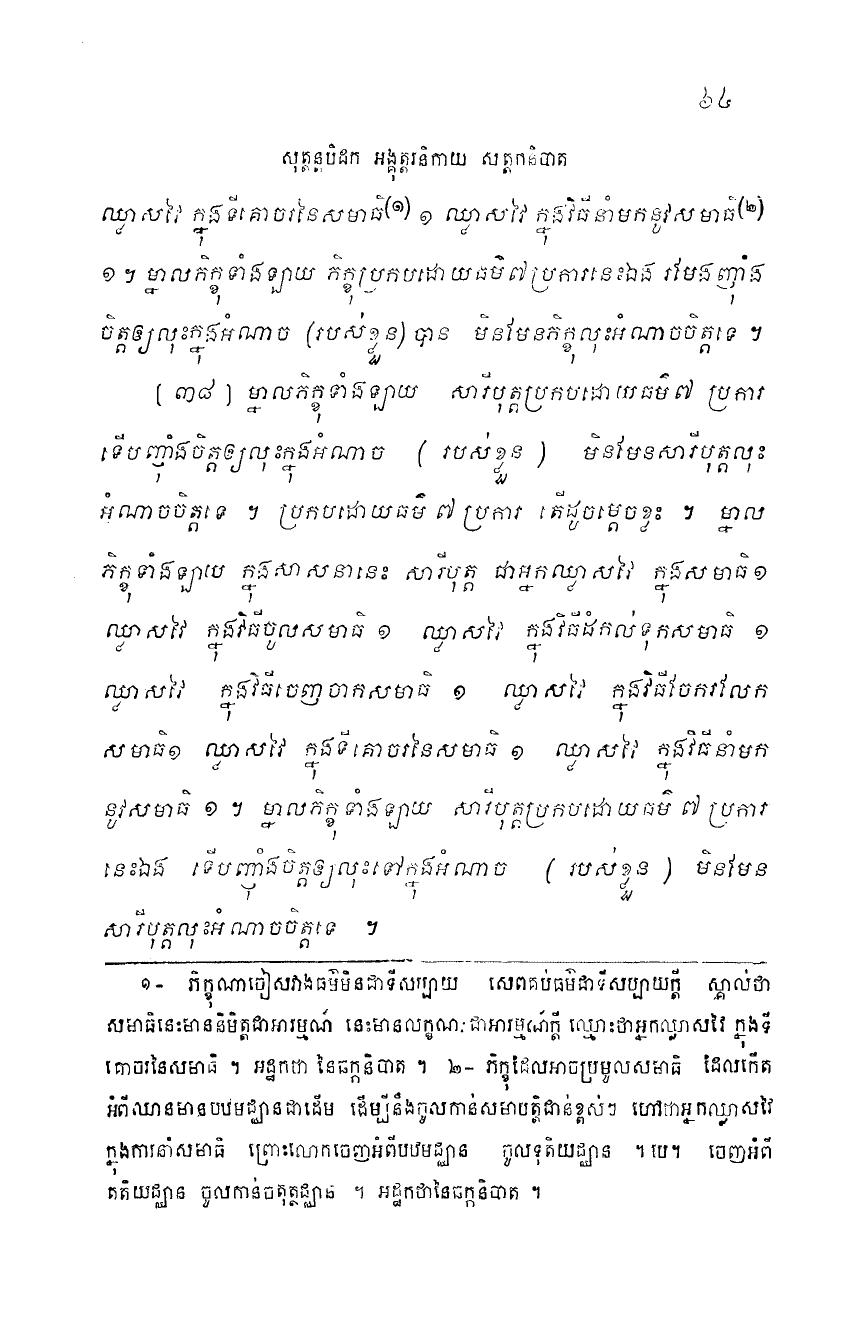 ៦៤
សុត្តន្តបិដក អង្គុត្តរនិកាយ សត្តកនិបាត
ឈ្លាសវៃ ក្នុងទីគោចរនៃសមាធិ(១) ១ ឈ្លាសវៃ ក្នុងវិធីនាំមកនូវសមាធិ(២)
១ ។ ម្នាលភិក្ខុទាំងឡាយ ភិក្ខុប្រកបដោយធម៌៧ប្រការនេះឯង រមែងញ៉ាំង
ចិត្តឲ្យលុះក្នុងអំណាច (របស់ខ្លួន) បាន មិនមែនភិក្ខុលុះអំណាចចិត្តទេ ។
[ ៣៨ ] ម្នាលភិក្ខុទាំងឡាយ សារីបុត្តប្រកបដោយធម៌៧ ប្រការ
ទើបញ៉ាំងចិត្តឲ្យលុះក្នុងអំណាច ( របស់ខ្លួន ) មិនមែនសារីបុត្តលុះ
អំណាចចិត្តទេ ។ ប្រកបដោយធម៌ ៧ ប្រការ តើដូចម្តេចខ្លះ ។ ម្នាល
ភិក្ខុទាំងឡាយ ក្នុងសាសនានេះ សារីបុត្ត ជាអ្នកឈ្លាសវៃ ក្នុងសមាធិ១
ឈ្លាសវៃ ក្នុងវិធីចូលសមាធិ ១ ឈ្លាសវៃ ក្នុងវិធីដំកល់ទុកសមាធិ ១
ឈ្លាសវៃ ក្នុងវិធីចេញចាកសមាធិ ១ ឈ្លាសវៃ ក្នុងវិធីចែករលែក
សមាធិ១ ឈ្លាសវៃ ក្នុងទីគោចរនៃសមាធិ ១ ឈ្លាសវៃ ក្នុងវិធីនាំមក
នូវសមាធិ ១ ។ ម្នាលភិក្ខុទាំងឡាយ សារីបុត្តប្រកបដោយធម៌ ៧ ប្រការ
នេះឯង ទើបញ៉ាំងចិត្តឲ្យលុះទៅក្នុងអំណាច ( របស់ខ្លួន ) មិនមែន
សារីបុត្តលុះអំណាចចិត្តទេ ។
១- ភិក្ខុណាចៀសវាងធម៌មិនជាទីសប្បាយ សេពគប់ធម៌ជាទីសប្បាយក្តី ស្គាល់ថា
សមាធិនេះមាននិមិត្តជាអារម្មណ៍ នេះមានលក្ខណៈជាអារម្មណ៍ក្តី ឈ្មោះថាអ្នកឈ្លាសវៃ ក្នុងទី
គោចរនៃសមាធិ ។ អដ្ឋកថា នៃឆក្កនិបាត ។ ២- ភិក្ខុដែលអាចប្រមូលសមាធិ ដែលកើត
អំពីឈានមានបឋមជ្ឈានជាដើម ដើម្បីនឹងចូលកាន់សមាបត្តិជាន់ខ្ពស់ៗ ហៅថាអ្នកឈ្លាសវៃ
ក្នុងការនាំសមាធិ ព្រោះលោកចេញអំពីបឋមជ្ឈាន ចូលទុតិយជ្ឈាន ។បេ។ ចេញអំពី
តតិយជ្ឈាន ចូលកាន់ចតុត្ថជ្ឈាន ។ អដ្ឋកថានៃឆក្កនិបាត ។